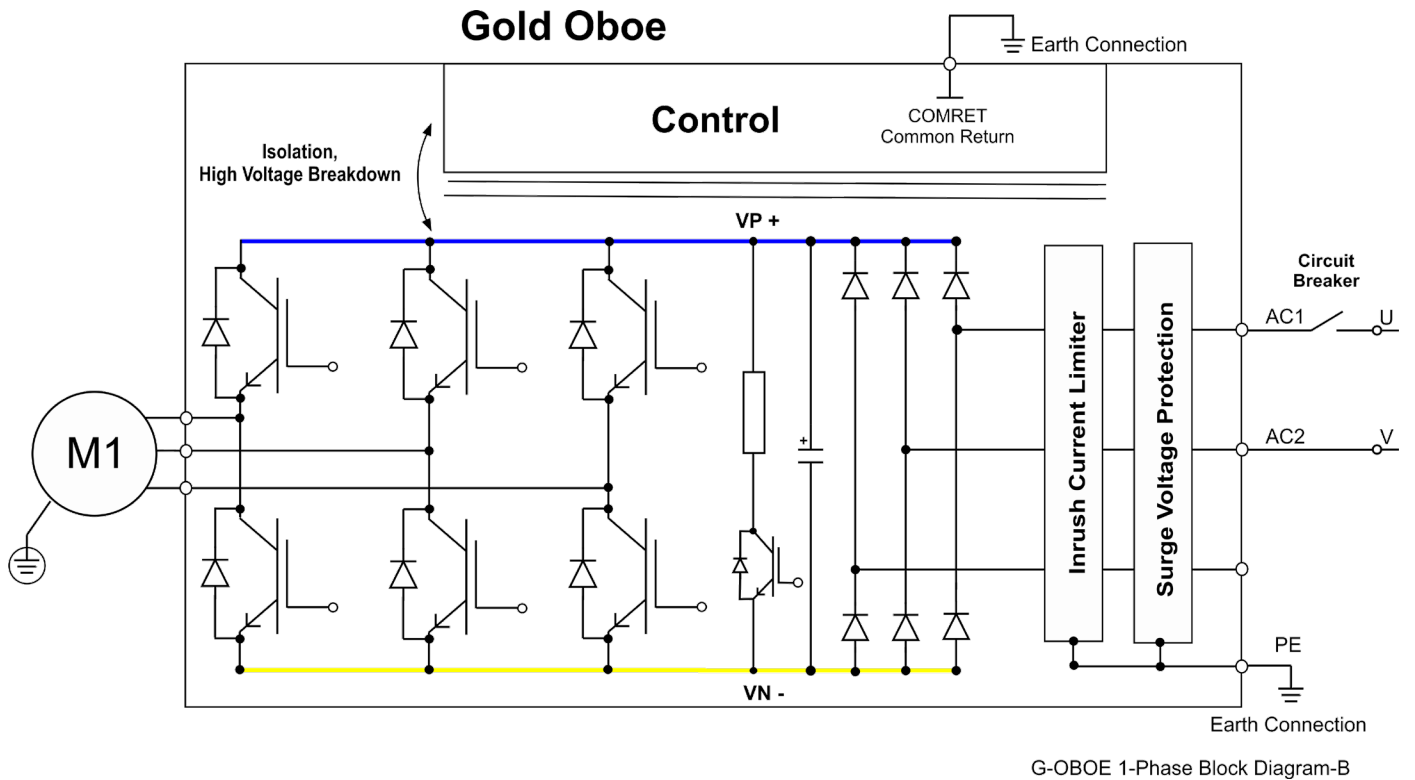 Gold Oboe
Earth Connection
Control
COMRET
Common Return
Isolation,
High Voltage Breakdown
VP +
Circuit
Breaker
AC1
U
M1
+
AC2
V
Inrush Current Limiter
Surge Voltage Protection
PE
VN -
Earth Connection
G-OBOE 1-Phase Block Diagram-B